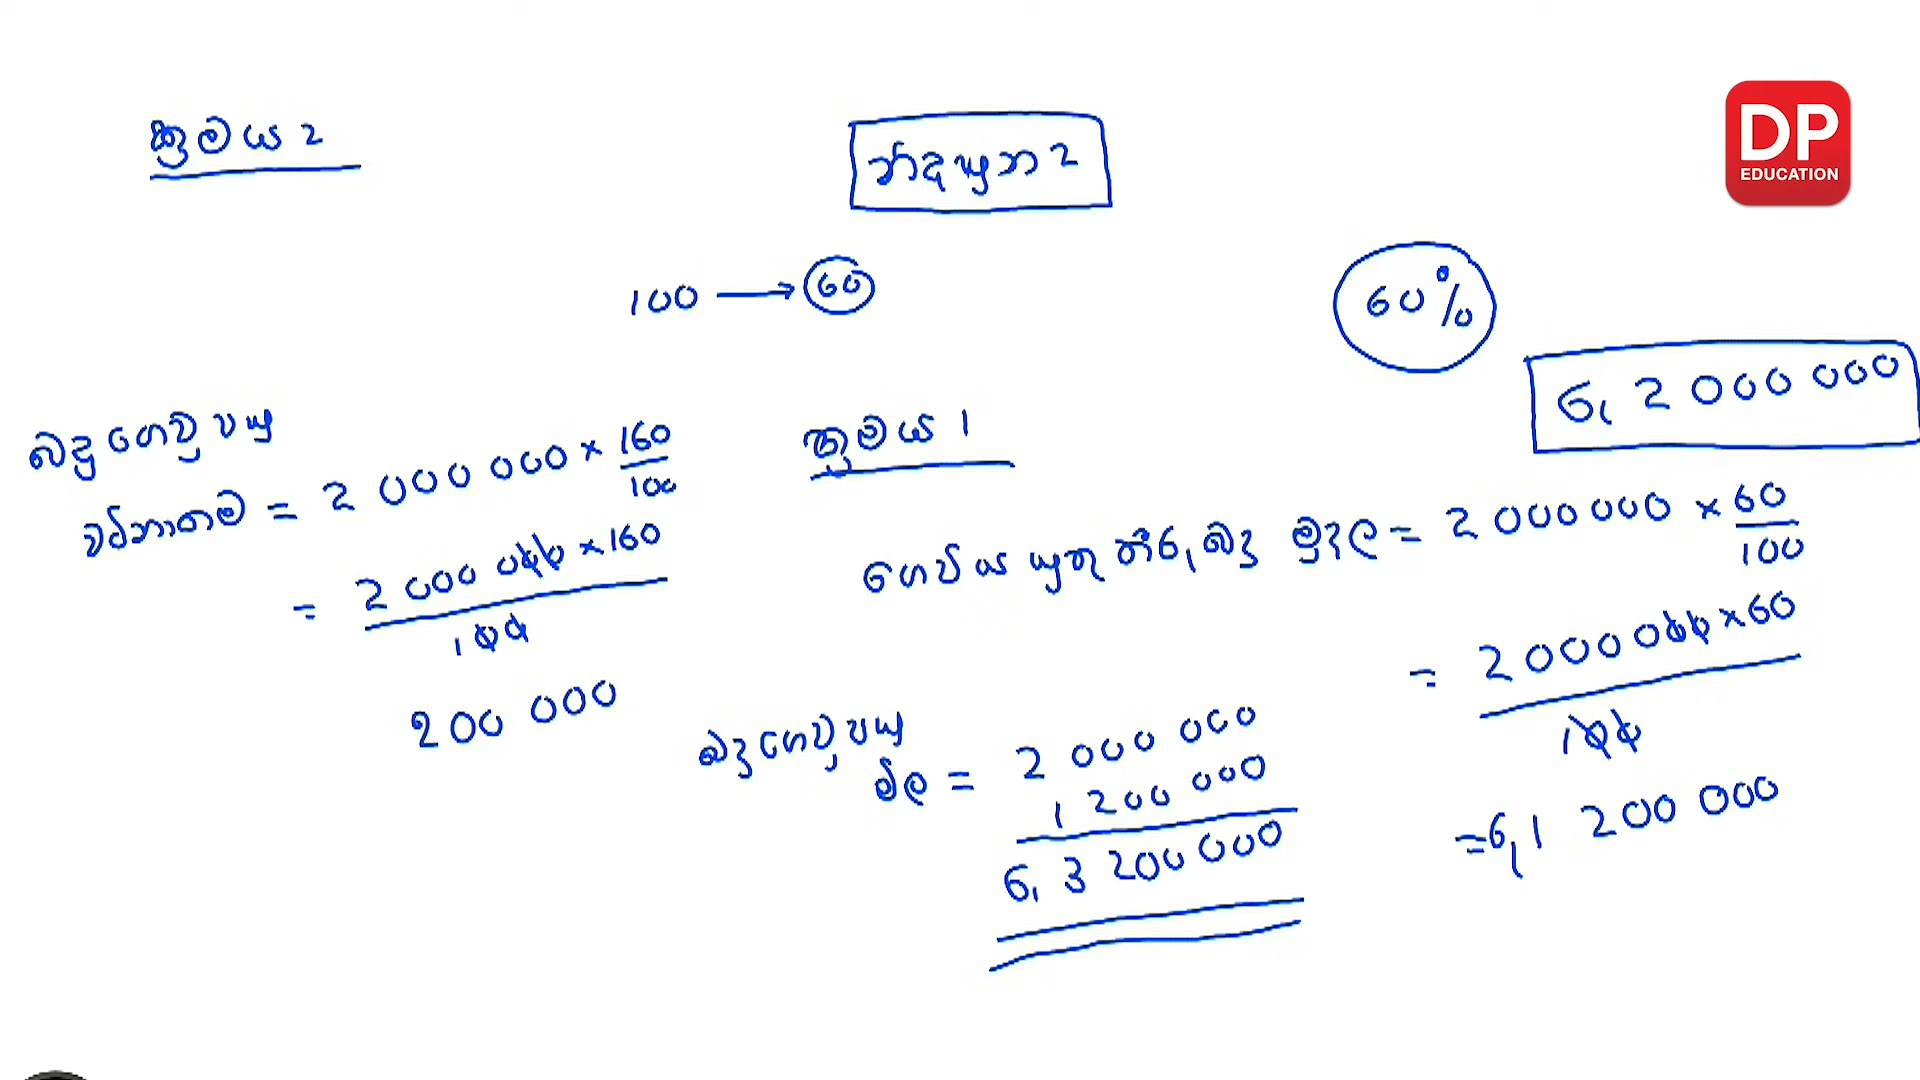 ක්‍රමය 2
නිදසුන 2
DP
EDUCATION
100 → 60
60%
රු, 2 000 000
බදු ගෙවූ පසු
වටිනාකම = 2 000 000 × 160/100
= 2 000 000 × 160 / 100
200 000
ක්‍රමය 1
ගෙවිය යුතු තීරු, බදු මුදල = 2 000 000 × 60/100
= 2 000 000 × 60 / 100
= රු, 1 200 000
බදු ගෙවූ පසු
මිල = 2 000 000
1 200 000
රු, 3 200 000